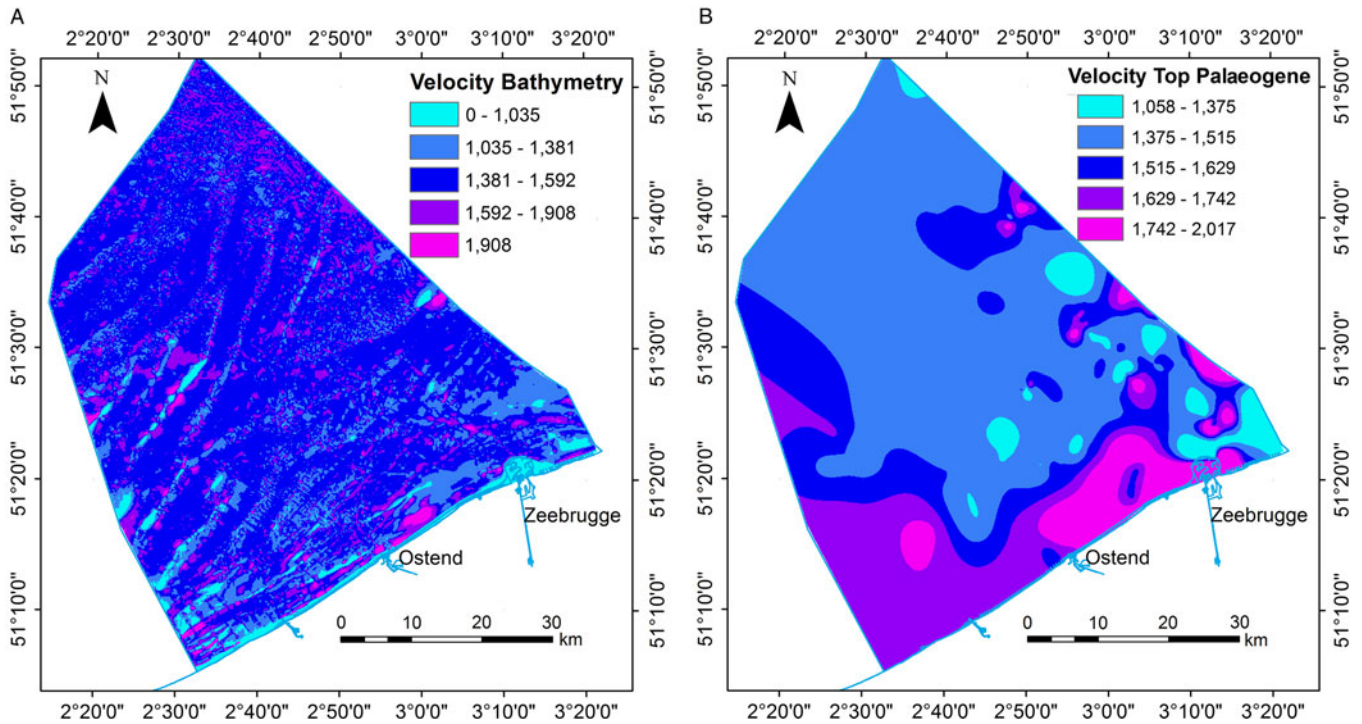 A
2°20'0" 2°30'0" 2°40'0" 2°50'0" 3°0'0" 3°10'0" 3°20'0"
N
Velocity Bathymetry
0 - 1,035
1,035 - 1,381
1,381 - 1,592
1,592 - 1,908
1,908
51°50'0"
51°40'0"
51°30'0"
51°20'0"
51°10'0"
Zeebrugge
Ostend
0 10 20 30
km
2°20'0" 2°30'0" 2°40'0" 2°50'0" 3°0'0" 3°10'0" 3°20'0"
51°50'0"
51°40'0"
51°30'0"
51°20'0"
51°10'0"
B
2°20'0" 2°30'0" 2°40'0" 2°50'0" 3°0'0" 3°10'0" 3°20'0"
N
Velocity Top Palaeogene
1,058 - 1,375
1,375 - 1,515
1,515 - 1,629
1,629 - 1,742
1,742 - 2,017
Zeebrugge
Ostend
0 10 20 30
km
51°50'0"
51°40'0"
51°30'0"
51°20'0"
51°10'0"
2°20'0" 2°30'0" 2°40'0" 2°50'0" 3°0'0" 3°10'0" 3°20'0"